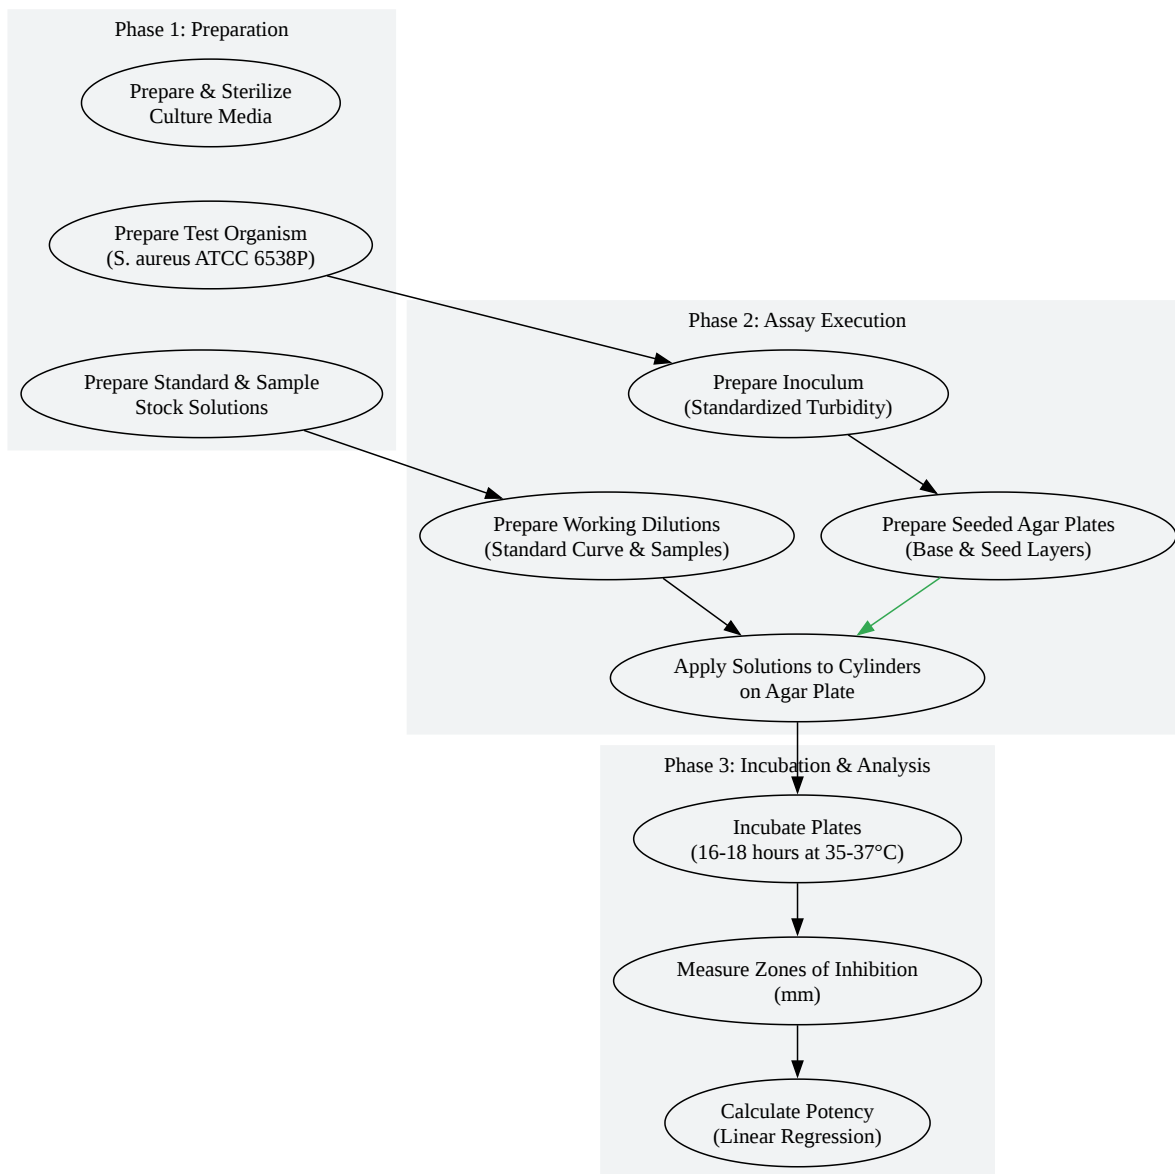 Phase 1: Preparation
Prepare & Sterilize
Culture Media
Prepare Test Organism
(S. aureus ATCC 6538P)
Prepare Standard & Sample
Stock Solutions
Phase 2: Assay Execution
Prepare Inoculum
(Standardized Turbidity)
Prepare Working Dilutions
(Standard Curve & Samples)
Prepare Seeded Agar Plates
(Base & Seed Layers)
Apply Solutions to Cylinders
on Agar Plate
Phase 3: Incubation & Analysis
Incubate Plates
(16-18 hours at 35-37°C)
Measure Zones of Inhibition
(mm)
Calculate Potency
(Linear Regression)